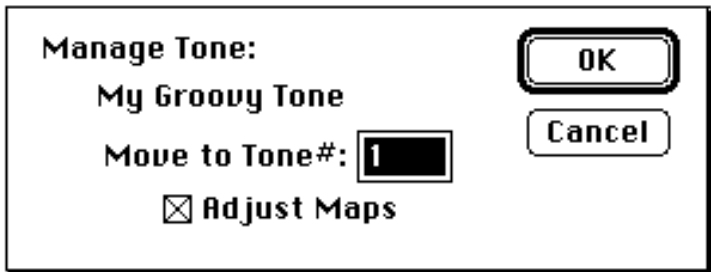 Manage Tone:
My Groovy Tone
Move to Tone#: 1
Adjust Maps
OK
Cancel